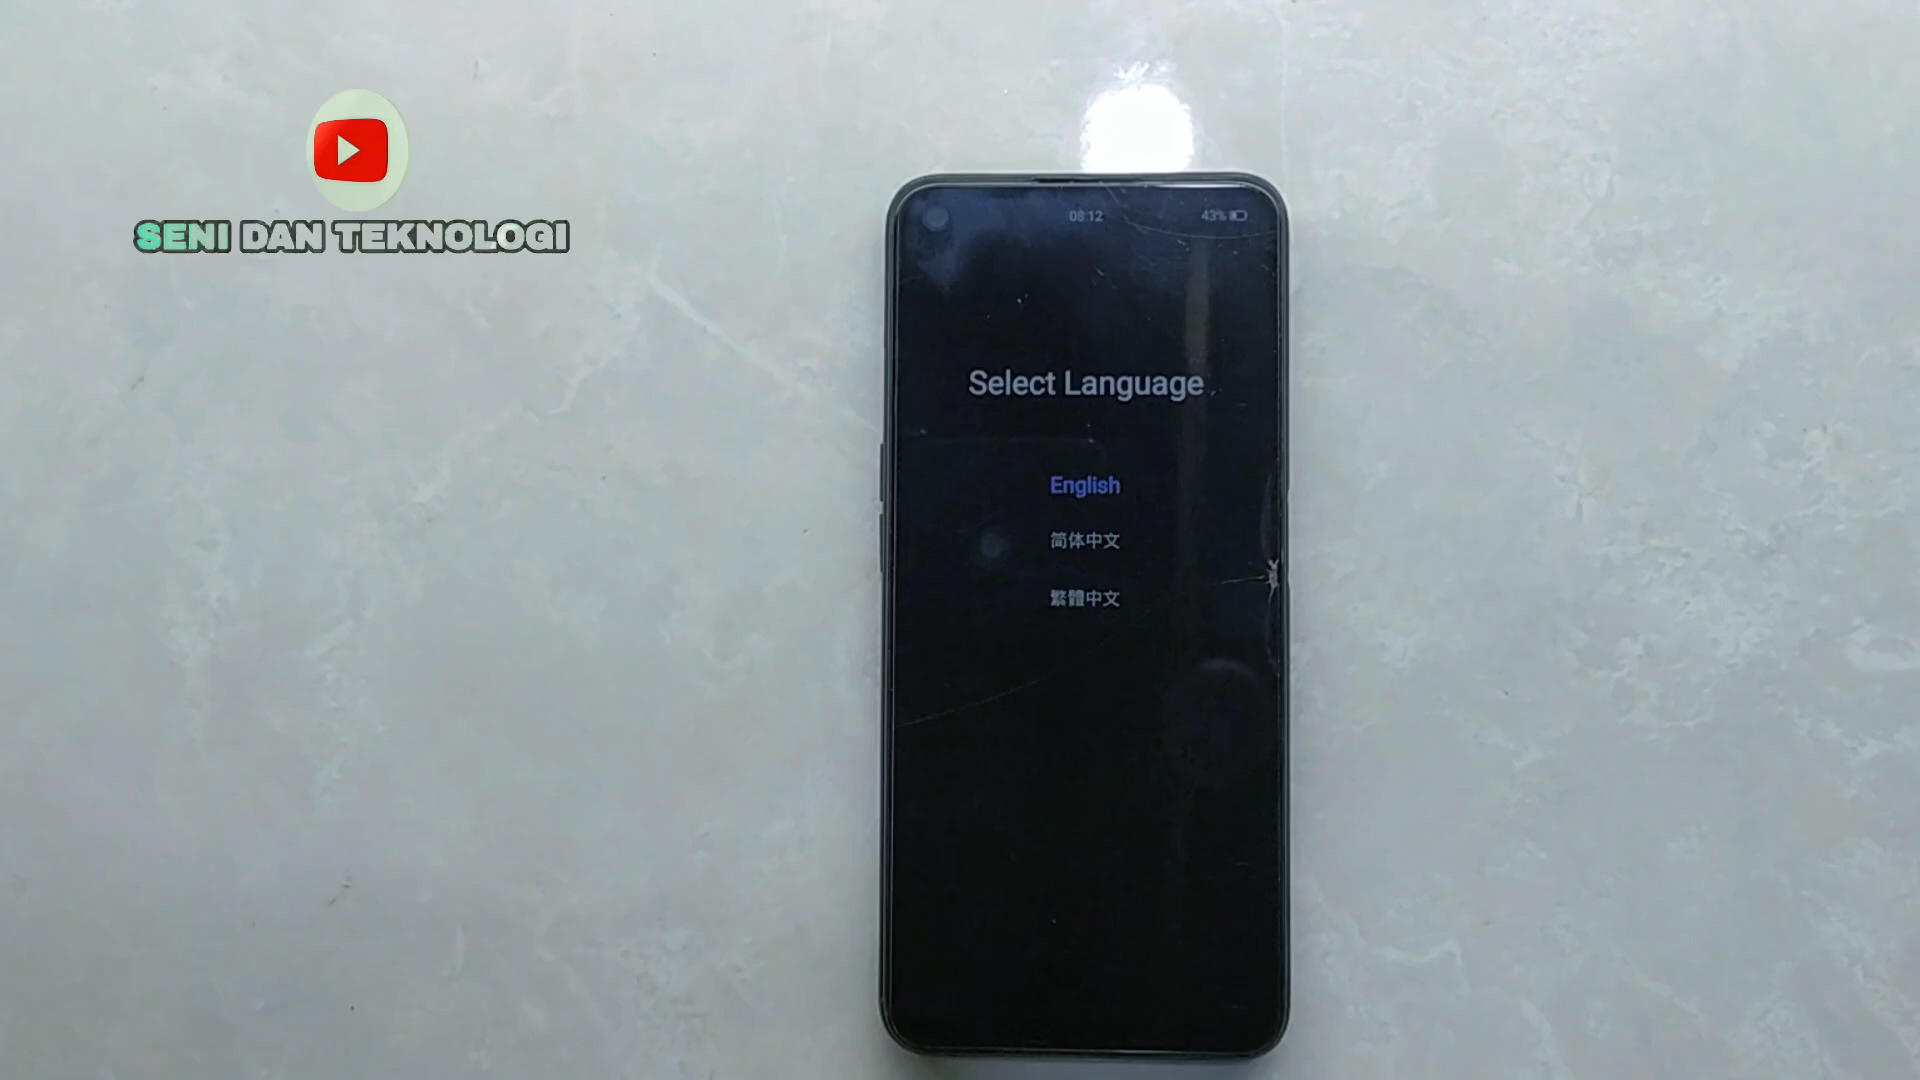 SENI DAN TEKNOLOGI
08:12
43%
Select Language
English
简体中文
繁體中文